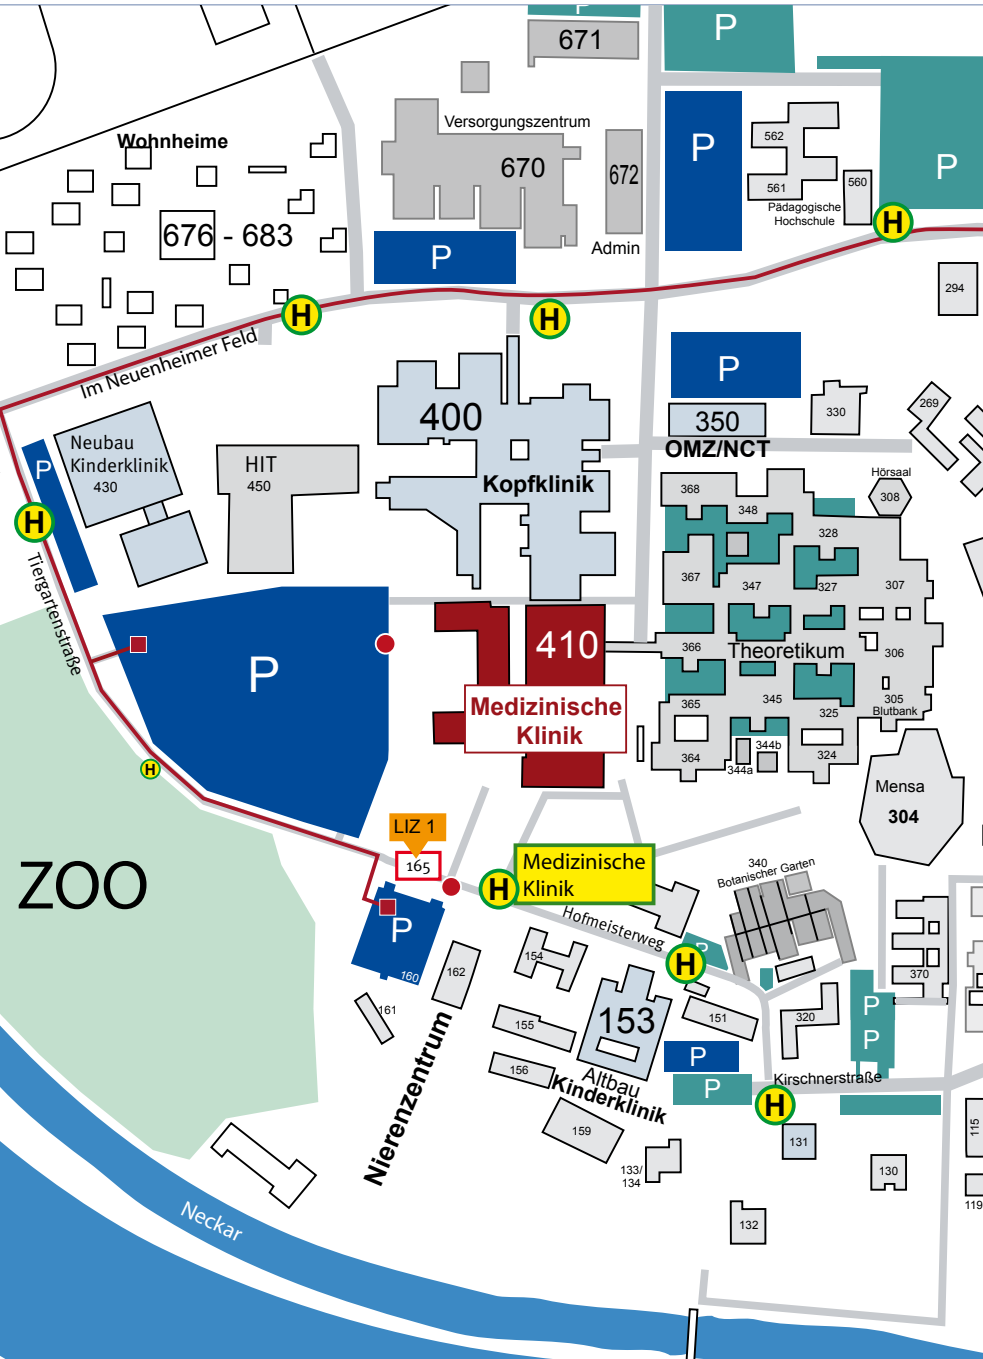 P
671
P
Versorgungszentrum
670
672
Admin
P
P
562
561
560
Pädagogische
Hochschule
P
H
Wohnheime
676 - 683
H
H
Im Neuenheimer Feld
294
P
350
OMZ/NCT
330
269
400
Kopfklinik
Neubau
Kinderklinik
430
P
H
HIT
450
Hörsaal
308
368
348
328
367
347
327
307
366
Theoretikum
306
365
345
325
305
Blutbank
364
344a
344b
324
Tiergartenstraße
P
410
Medizinische
Klinik
H
Mensa
304
LIZ 1
165
H
Medizinische
Klinik
340
Botanischer Garten
ZOO
P
160
Hofmeisterweg
P
H
154
162
161
155
153
151
320
370
P
P
156
Altbau
Kinderklinik
P
P
Kirschnerstraße
H
Nierenzentrum
159
133/
134
131
130
115
119
132
Neckar